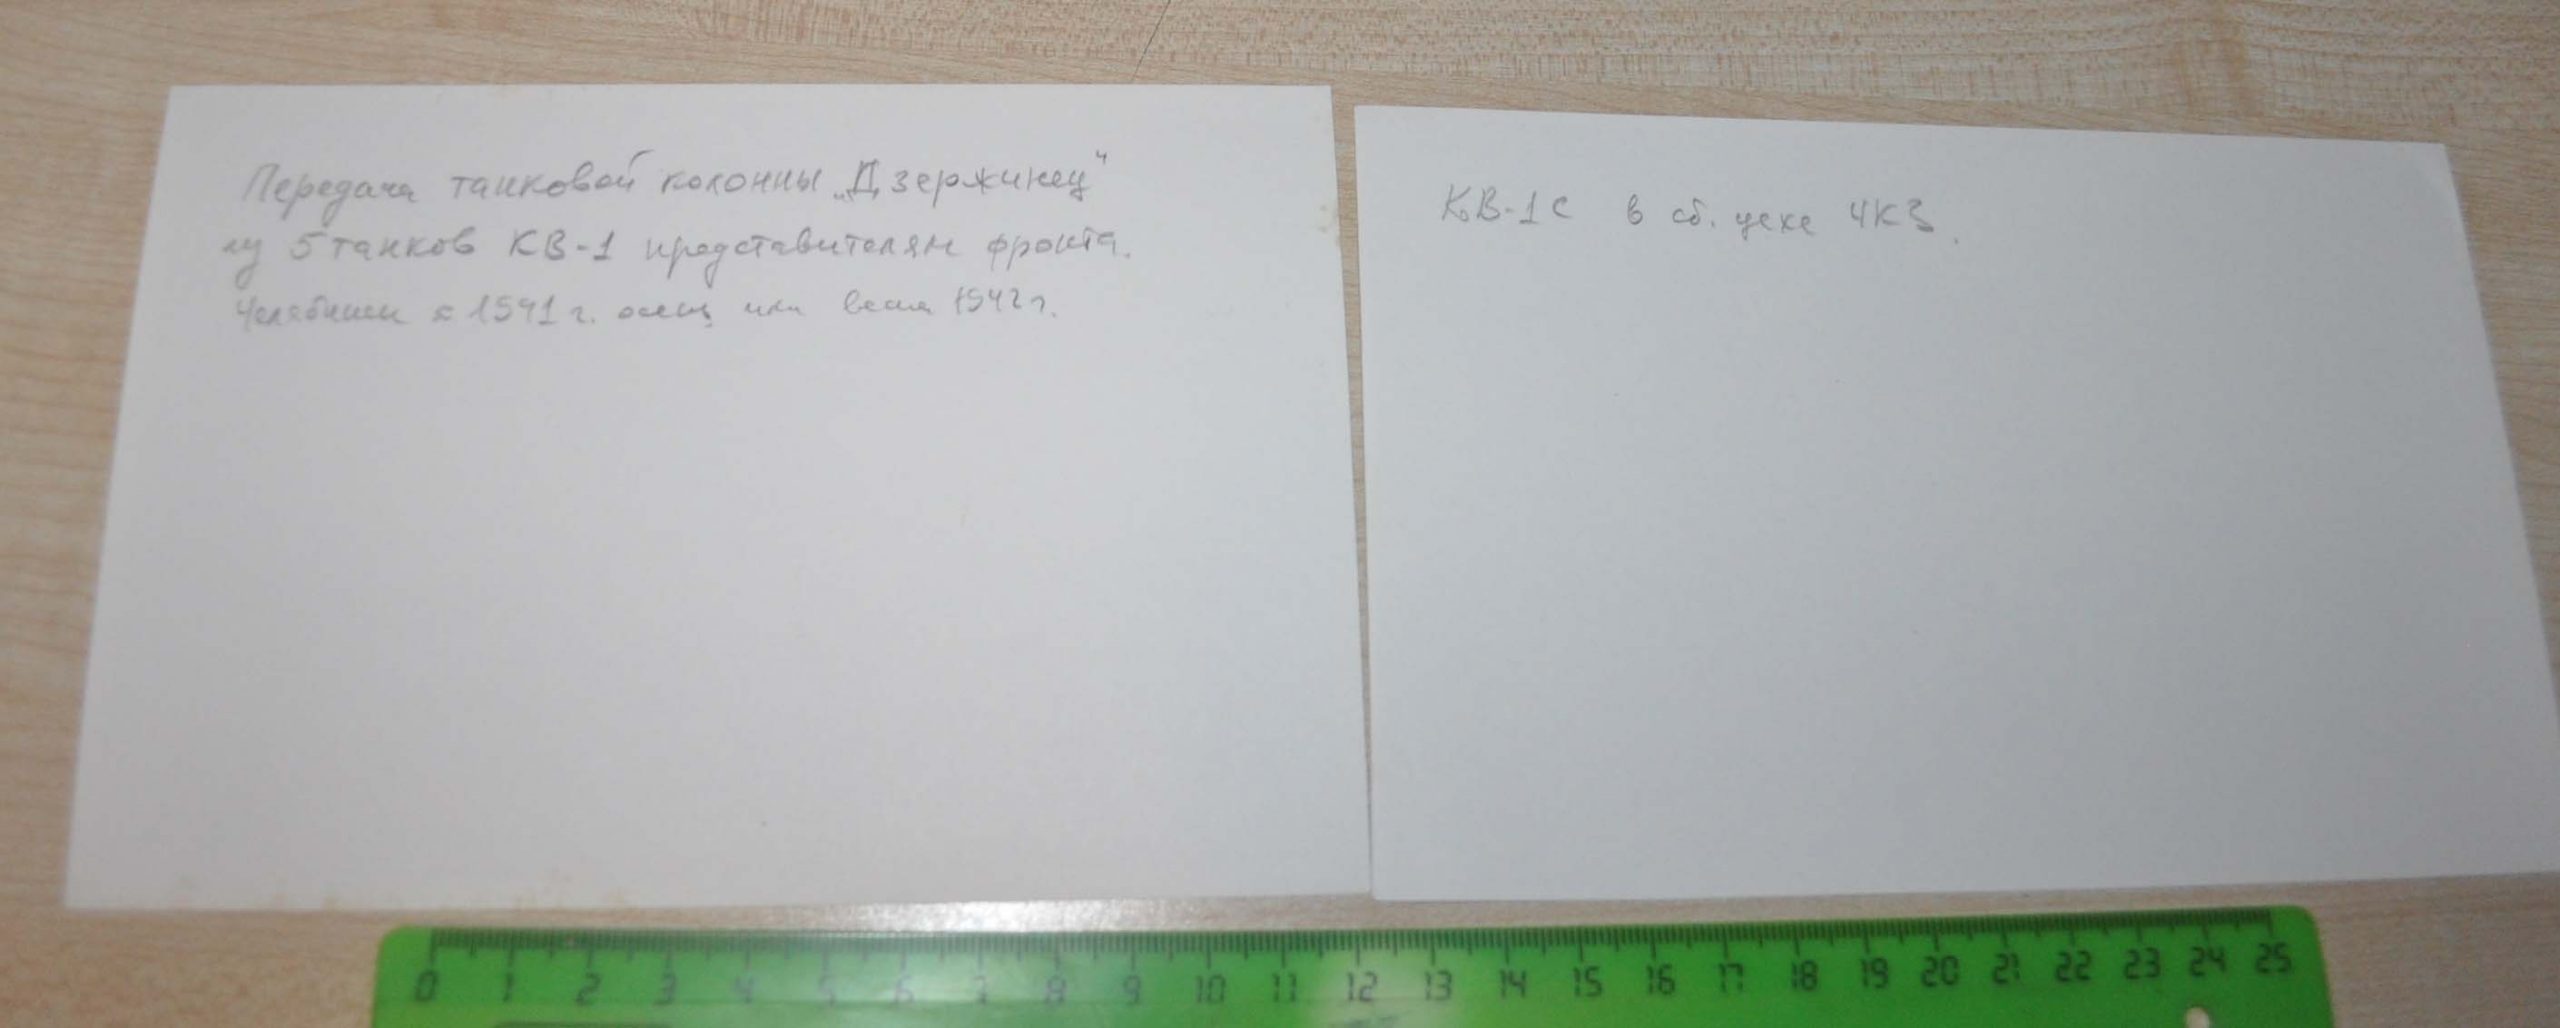 Передача танковой колонны „Дзержинец“
из 5 танков КВ-1 представителям фронта.
Челябинск 1941 г. осень или весна 1942 г.
КВ-1С в сб. цехе ЧКЗ.
0 1 2 3 4 5 6 7 8 9 10 11 12 13 14 15 16 17 18 19 20 21 22 23 24 25